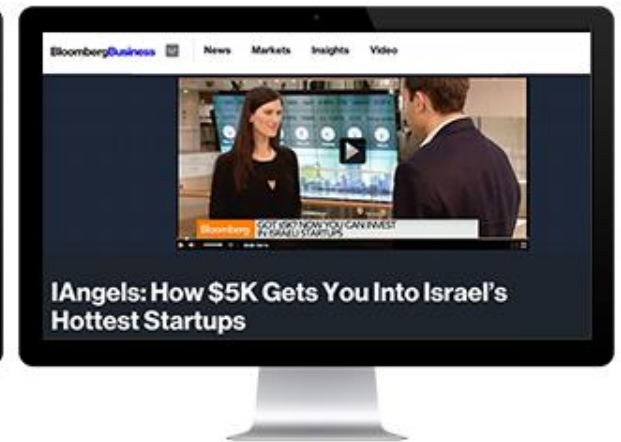 BloombergBusiness News Markets Insights Video
Bloomberg GOT $5K? NOW YOU CAN INVEST
IN ISRAELI STARTUPS
IAngels: How $5K Gets You Into Israel's
Hottest Startups